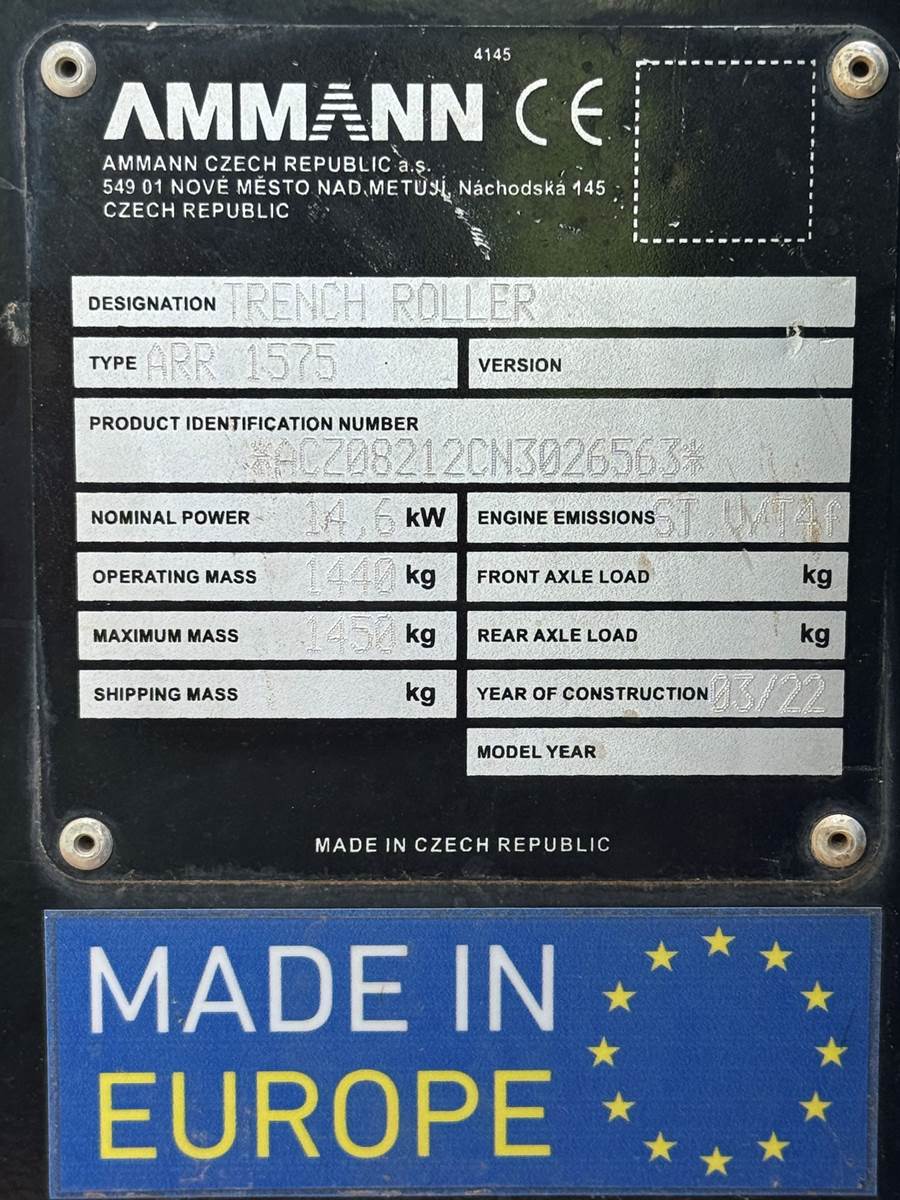 4145
AMMANN CE
AMMANN CZECH REPUBLIC a.s.
549 01 NOVÉ MĚSTO NAD METUJÍ, Náchodská 145
CZECH REPUBLIC
DESIGNATION TRENCH ROLLER
TYPE ARR 1575 VERSION
PRODUCT IDENTIFICATION NUMBER
*ACZ08212CN3026563*
NOMINAL POWER 14,6 kW ENGINE EMISSIONS ST.V/T4f
OPERATING MASS 1440 kg FRONT AXLE LOAD kg
MAXIMUM MASS 1450 kg REAR AXLE LOAD kg
SHIPPING MASS kg YEAR OF CONSTRUCTION 03/22
MODEL YEAR
MADE IN CZECH REPUBLIC
MADE IN
EUROPE